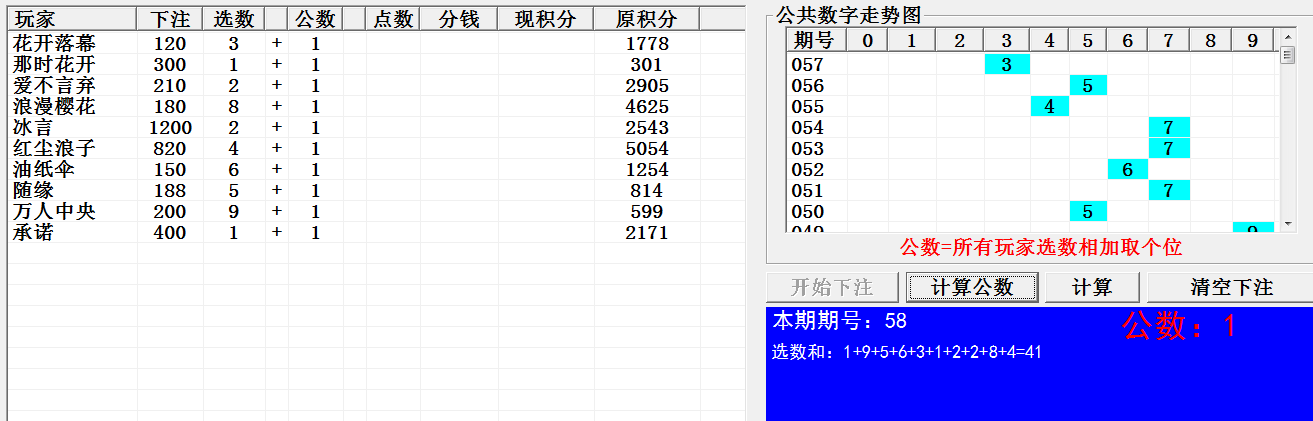 玩家 下注 选数 公数 点数 分钱 现积分 原积分
花开落幕 120 3 + 1 1778
那时花开 300 1 + 1 301
爱不言弃 210 2 + 1 2905
浪漫樱花 180 8 + 1 4625
冰言 1200 2 + 1 2543
红尘浪子 820 4 + 1 5054
油纸伞 150 6 + 1 1254
随缘 188 5 + 1 814
万人中央 200 9 + 1 599
承诺 400 1 + 1 2171
公共数字走势图
期号 0 1 2 3 4 5 6 7 8 9
057 3
056 5
055 4
054 7
053 7
052 6
051 7
050 5
049 9
公数=所有玩家选数相加取个位
开始下注 计算公数 计算 清空下注
本期期号：58 公数：1
选数和：1+9+5+6+3+1+2+2+8+4=41